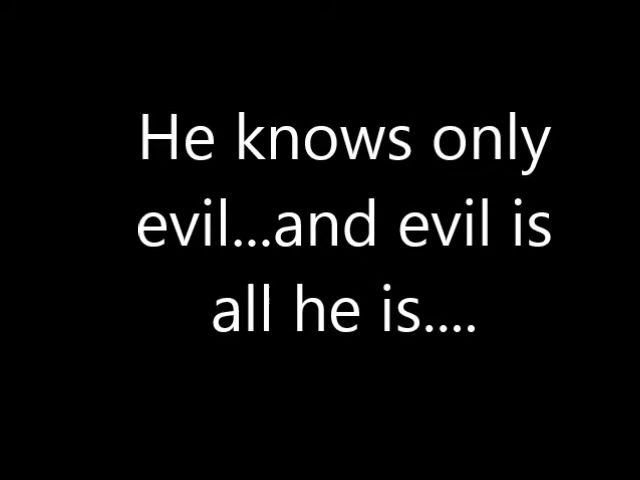 He knows only
evil...and evil is
all he is....